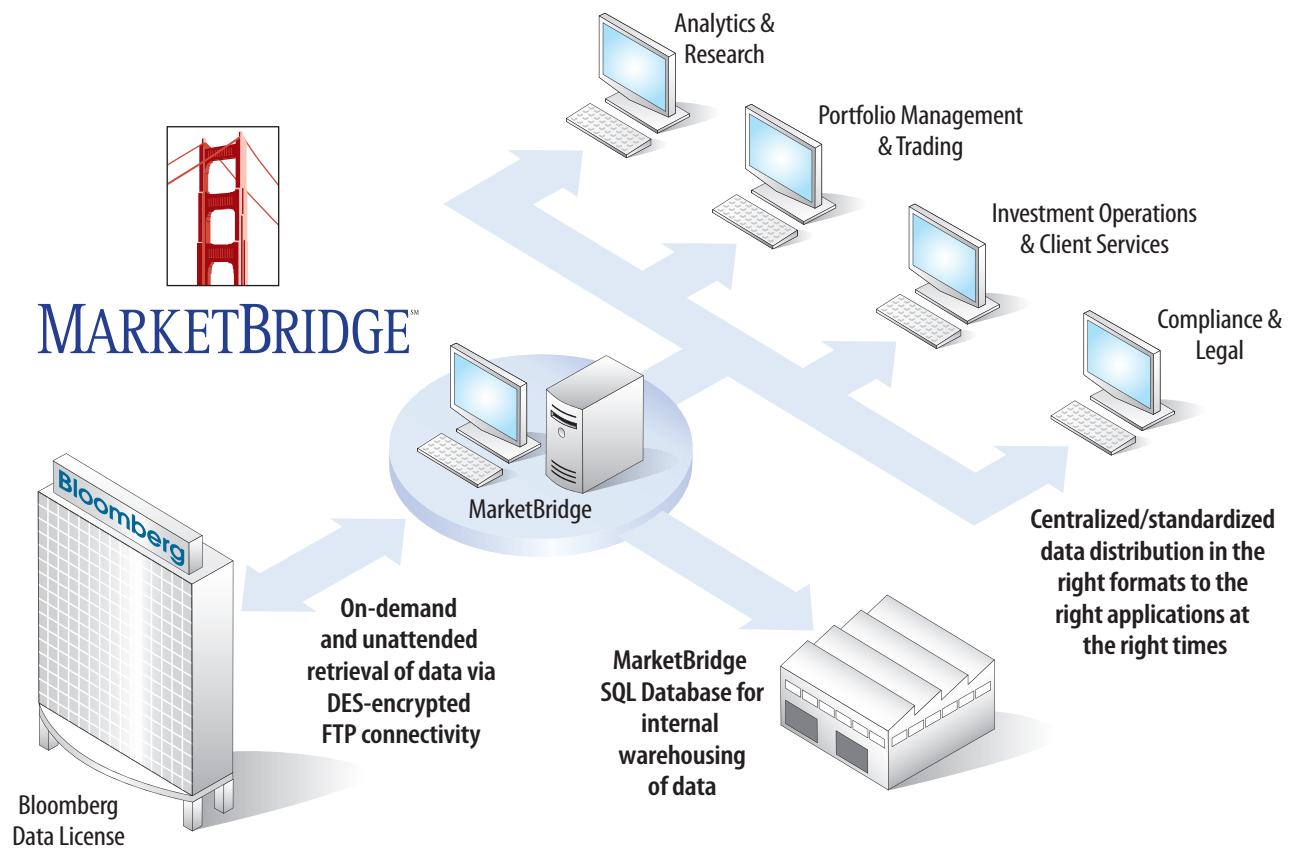 Analytics &
Research
Portfolio Management
& Trading
Investment Operations
& Client Services
Compliance &
Legal
MARKETBRIDGE℠
MarketBridge
Bloomberg
Centralized/standardized
data distribution in the
right formats to the
right applications at
the right times
On-demand
and unattended
retrieval of data via
DES-encrypted
FTP connectivity
MarketBridge
SQL Database for
internal
warehousing
of data
Bloomberg
Data License